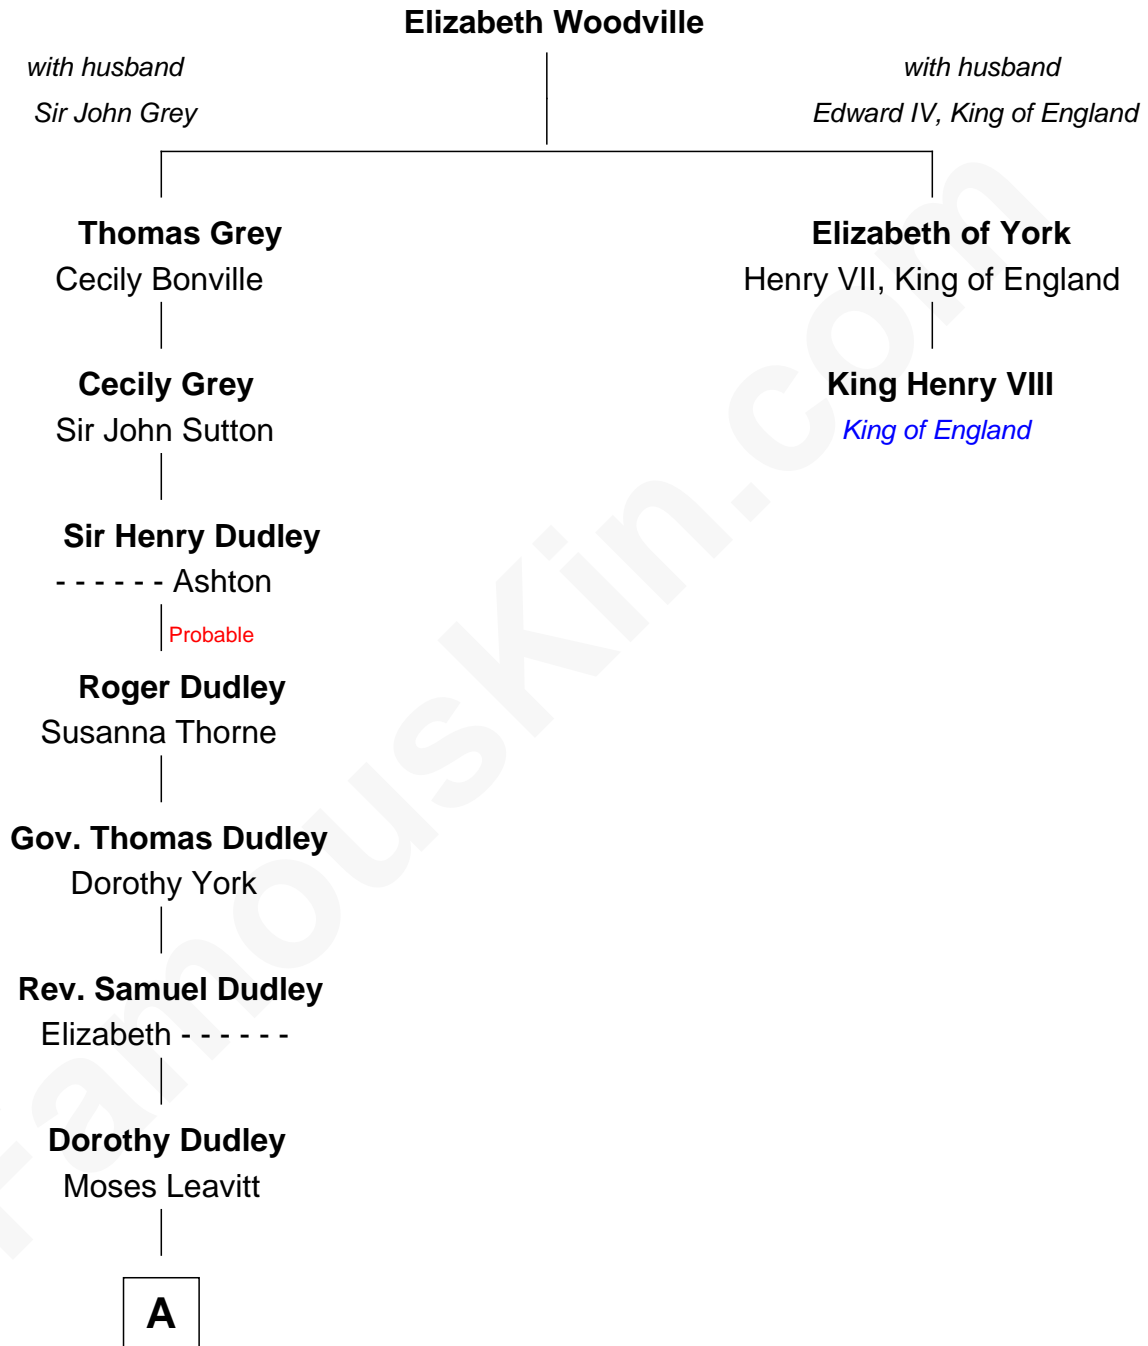 Elizabeth Woodville
with husband
Sir John Grey
with husband
Edward IV, King of England
Thomas Grey
Cecily Bonville
Elizabeth of York
Henry VII, King of England
Cecily Grey
Sir John Sutton
King Henry VIII
King of England
Sir Henry Dudley
- - - - - - Ashton
Probable
Roger Dudley
Susanna Thorne
Gov. Thomas Dudley
Dorothy York
Rev. Samuel Dudley
Elizabeth - - - - - -
Dorothy Dudley
Moses Leavitt
A
FamousKin.com